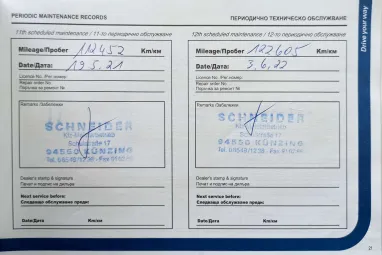 PERIODIC MAINTENANCE RECORDS
ПЕРИОДИЧНО ТЕХНИЧЕСКО ОБСЛУЖВАНЕ
11th scheduled maintenance / 11-то периодично обслужване
Mileage/Пробег 112452 Km/км
Date/Дата: 19.5.21
Licence No. /Рег.номер:
Repair order No:
Поръчка за ремонт №:
Remarks /Забележки:
SCHNEIDER
94550 KÜNZING
Dealer's stamp & signature
Печат и подпис на дилъра
Next service before:
Следващо обслужване преди:
Date/Дата Km/км
12th scheduled maintenance / 12-то периодично обслужване
Mileage/Пробег 122605 Km/км
Date/Дата: 3.6.22
Licence No. /Рег.номер:
Repair order No:
Поръчка за ремонт №:
Remarks /Забележки:
SCHNEIDER
94550 KÜNZING
Dealer's stamp & signature
Печат и подпис на дилъра
Next service before:
Следващо обслужване преди:
Date/Дата Km/км
Drive your way
21